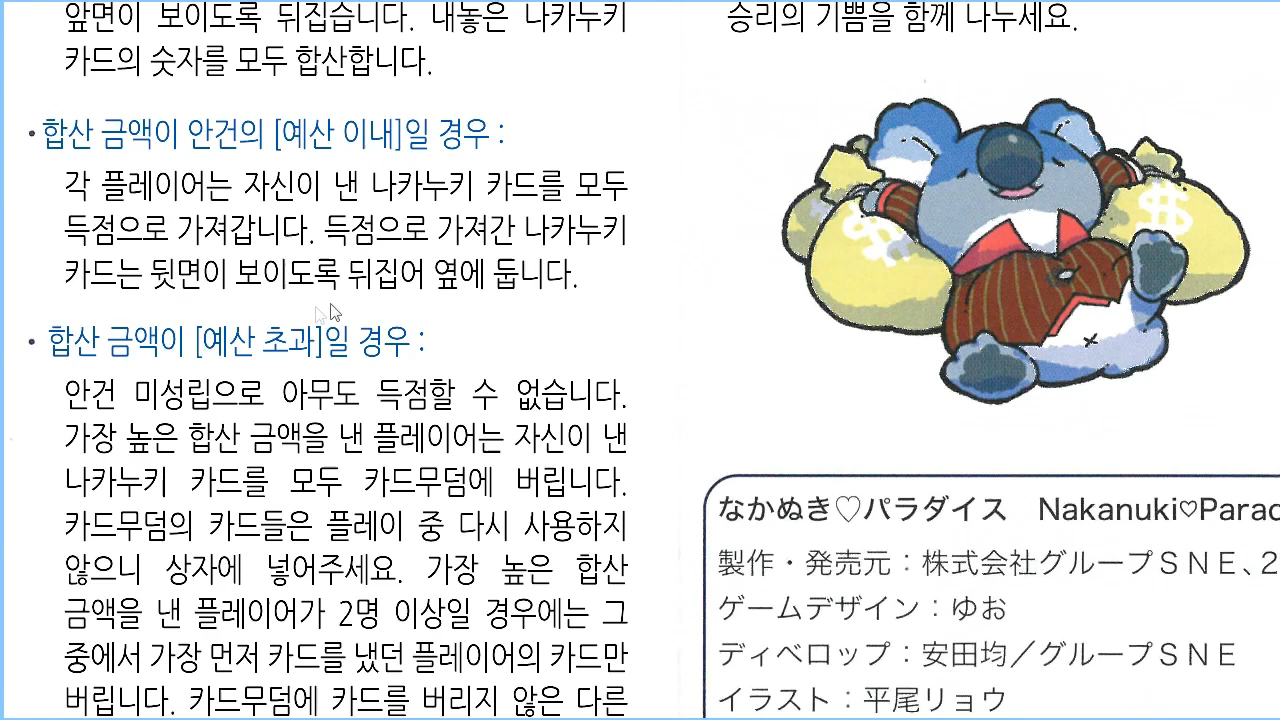 앞면이 보이도록 뒤집습니다. 내놓은 나카누키
카드의 숫자를 모두 합산합니다.
• 합산 금액이 안건의 [예산 이내]일 경우 :
각 플레이어는 자신이 낸 나카누키 카드를 모두
득점으로 가져갑니다. 득점으로 가져간 나카누키
카드는 뒷면이 보이도록 뒤집어 옆에 둡니다.
• 합산 금액이 [예산 초과]일 경우 :
안건 미성립으로 아무도 득점할 수 없습니다.
가장 높은 합산 금액을 낸 플레이어는 자신이 낸
나카누키 카드를 모두 카드무덤에 버립니다.
카드무덤의 카드들은 플레이 중 다시 사용하지
않으니 상자에 넣어주세요. 가장 높은 합산
금액을 낸 플레이어가 2명 이상일 경우에는 그
중에서 가장 먼저 카드를 냈던 플레이어의 카드만
버립니다. 카드무덤에 카드를 버리지 않은 다른
승리의 기쁨을 함께 나누세요.
$
$
なかぬき♡パラダイス Nakanuki♡Parad
製作・発売元：株式会社グループＳＮＥ、2
ゲームデザイン：ゆお
ディベロップ：安田均／グループＳＮＥ
イラスト：平尾リョウ